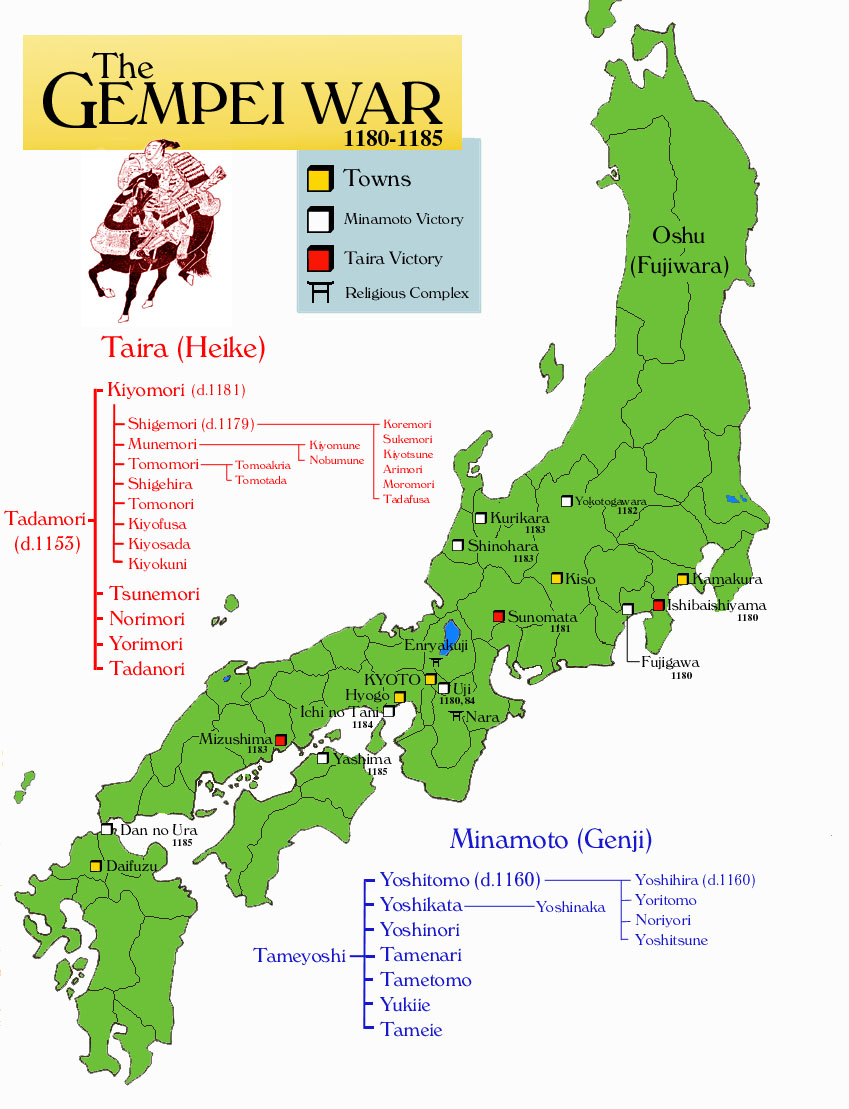 The
GEMPEI WAR
1180-1185
Towns
Minamoto Victory
Taira Victory
Religious Complex
Oshu
(Fujiwara)
Taira (Heike)
Tadamori
(d.1153)
Kiyomori (d.1181)
Shigemori (d.1179)
Koremori
Sukemori
Kiyotsune
Arimori
Moromori
Tadafusa
Munemori
Kiyomune
Nobumune
Tomomori
Tomoakria
Tomotada
Shigehira
Tomonori
Kiyofusa
Kiyosada
Kiyokuni
Tsunemori
Norimori
Yorimori
Tadanori
Yokotogawara
1182
Kurikara
1183
Shinohara
1183
Kiso
Kamakura
Ishibaishiyama
1180
Sunomata
1181
Fujigawa
1180
Enryakuji
KYOTO
Uji
1180,84
Hyogo
Ichi no Tani
1184
Nara
Mizushima
1183
Yashima
1185
Dan no Ura
1185
Daifuzu
Minamoto (Genji)
Tameyoshi
Yoshitomo (d.1160)
Yoshihira (d.1160)
Yoritomo
Noriyori
Yoshitsune
Yoshikata
Yoshinaka
Yoshinori
Tamenari
Tametomo
Yukiie
Tameie